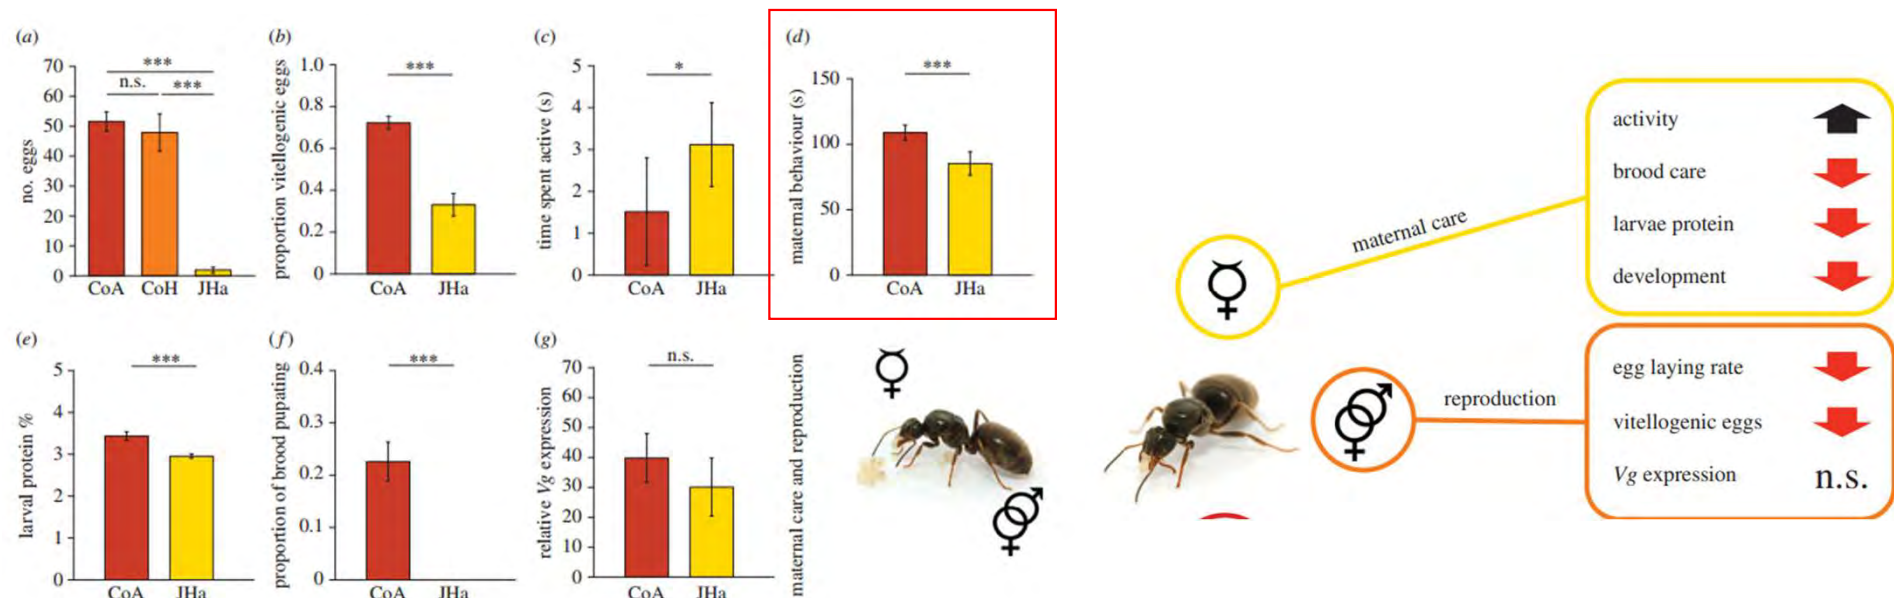 (a)
no. eggs
70
60
50
40
30
20
10
0
***
n.s.
***
CoA CoH JHa
(b)
proportion vitellogenic eggs
1.0
0.8
0.6
0.4
0.2
0
***
CoA JHa
(c)
time spent active (s)
5
4
3
2
1
0
*
CoA JHa
(d)
maternal behaviour (s)
150
100
50
0
***
CoA JHa
(e)
larval protein %
5
4
3
2
1
0
***
CoA JHa
(f)
proportion of brood pupating
0.4
0.3
0.2
0.1
0
***
CoA JHa
(g)
relative Vg expression
70
60
50
40
30
20
10
0
n.s.
CoA JHa
maternal care and reproduction
maternal care
activity
brood care
larvae protein
development
reproduction
egg laying rate
vitellogenic eggs
Vg expression n.s.